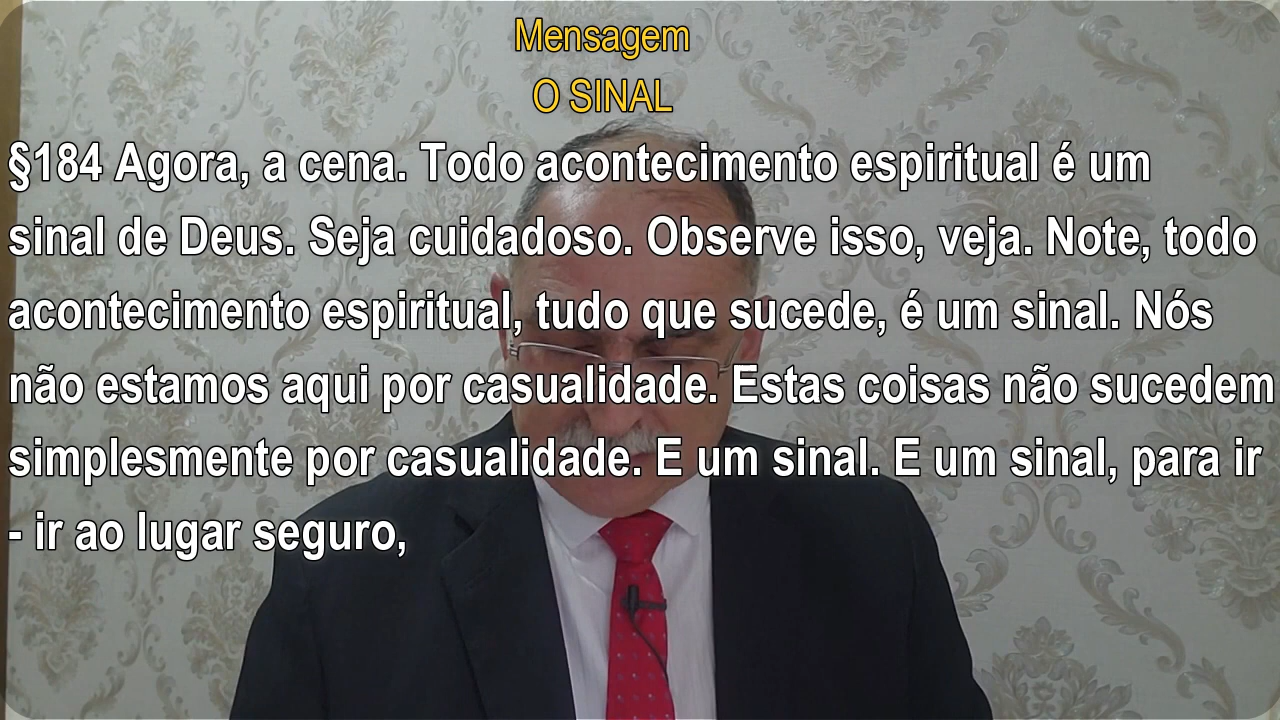 Mensagem
O SINAL
§184 Agora, a cena. Todo acontecimento espiritual é um
sinal de Deus. Seja cuidadoso. Observe isso, veja. Note, todo
acontecimento espiritual, tudo que sucede, é um sinal. Nós
não estamos aqui por casualidade. Estas coisas não sucedem
simplesmente por casualidade. E um sinal. E um sinal, para ir
- ir ao lugar seguro,